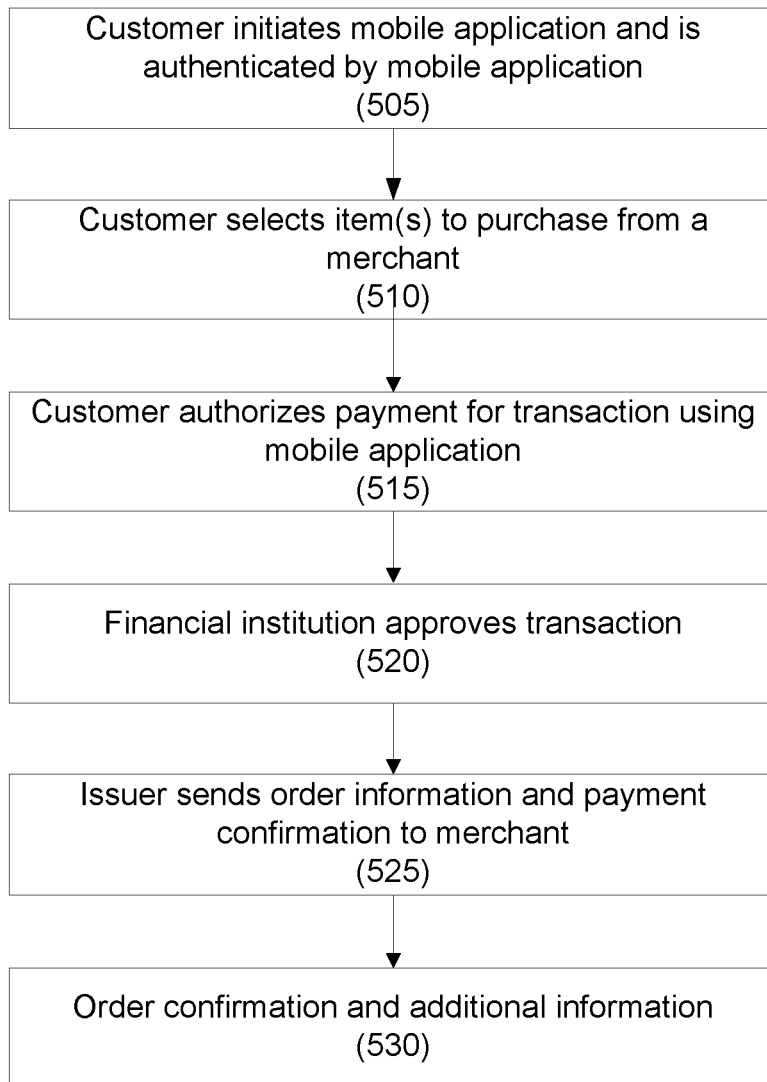 Customer initiates mobile application and is
authenticated by mobile application
(505)
Customer selects item(s) to purchase from a
merchant
(510)
Customer authorizes payment for transaction using
mobile application
(515)
Financial institution approves transaction
(520)
Issuer sends order information and payment
confirmation to merchant
(525)
Order confirmation and additional information
(530)